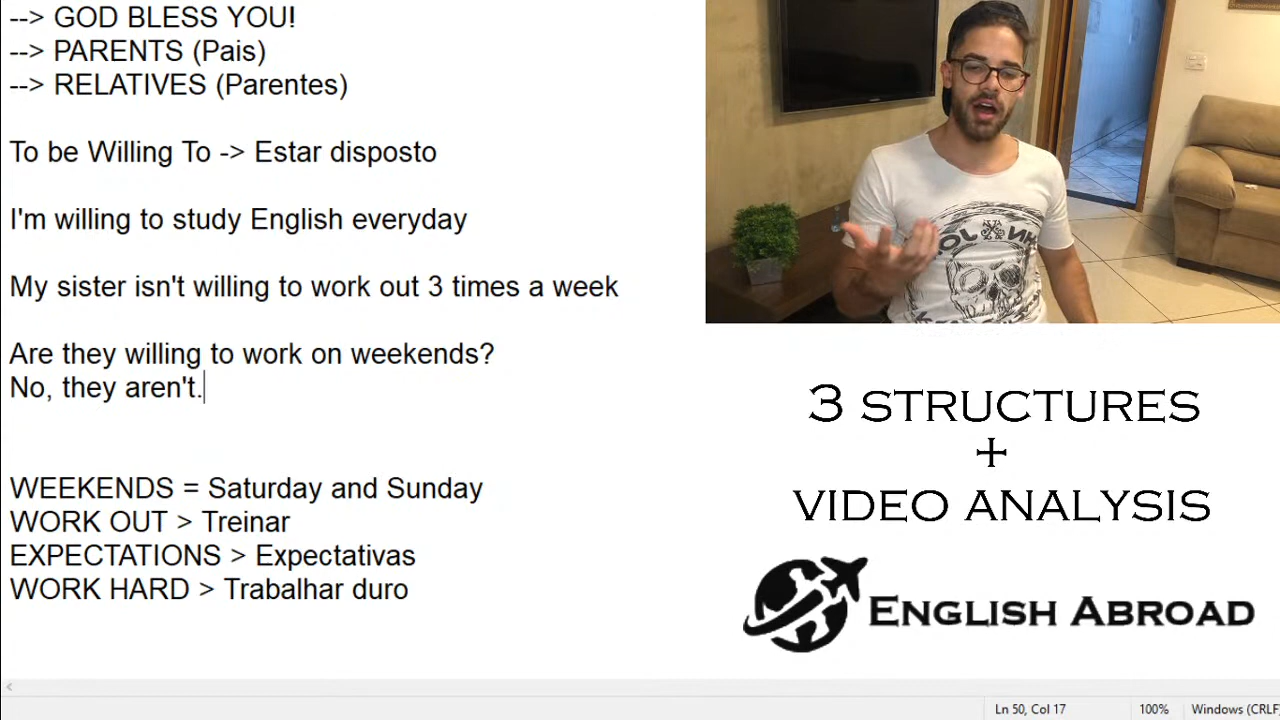 --> GOD BLESS YOU!
--> PARENTS (Pais)
--> RELATIVES (Parentes)
To be Willing To -> Estar disposto
I'm willing to study English everyday
My sister isn't willing to work out 3 times a week
Are they willing to work on weekends?
No, they aren't.
WEEKENDS = Saturday and Sunday
WORK OUT > Treinar
EXPECTATIONS > Expectativas
WORK HARD > Trabalhar duro
3 STRUCTURES
+
VIDEO ANALYSIS
ENGLISH ABROAD
Ln 50, Col 17
100%
Windows (CRLF